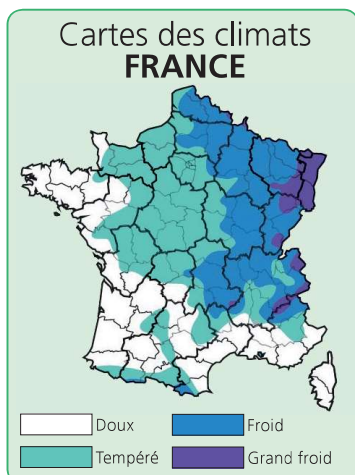 Cartes des climats
FRANCE
Doux
Froid
Tempéré
Grand froid